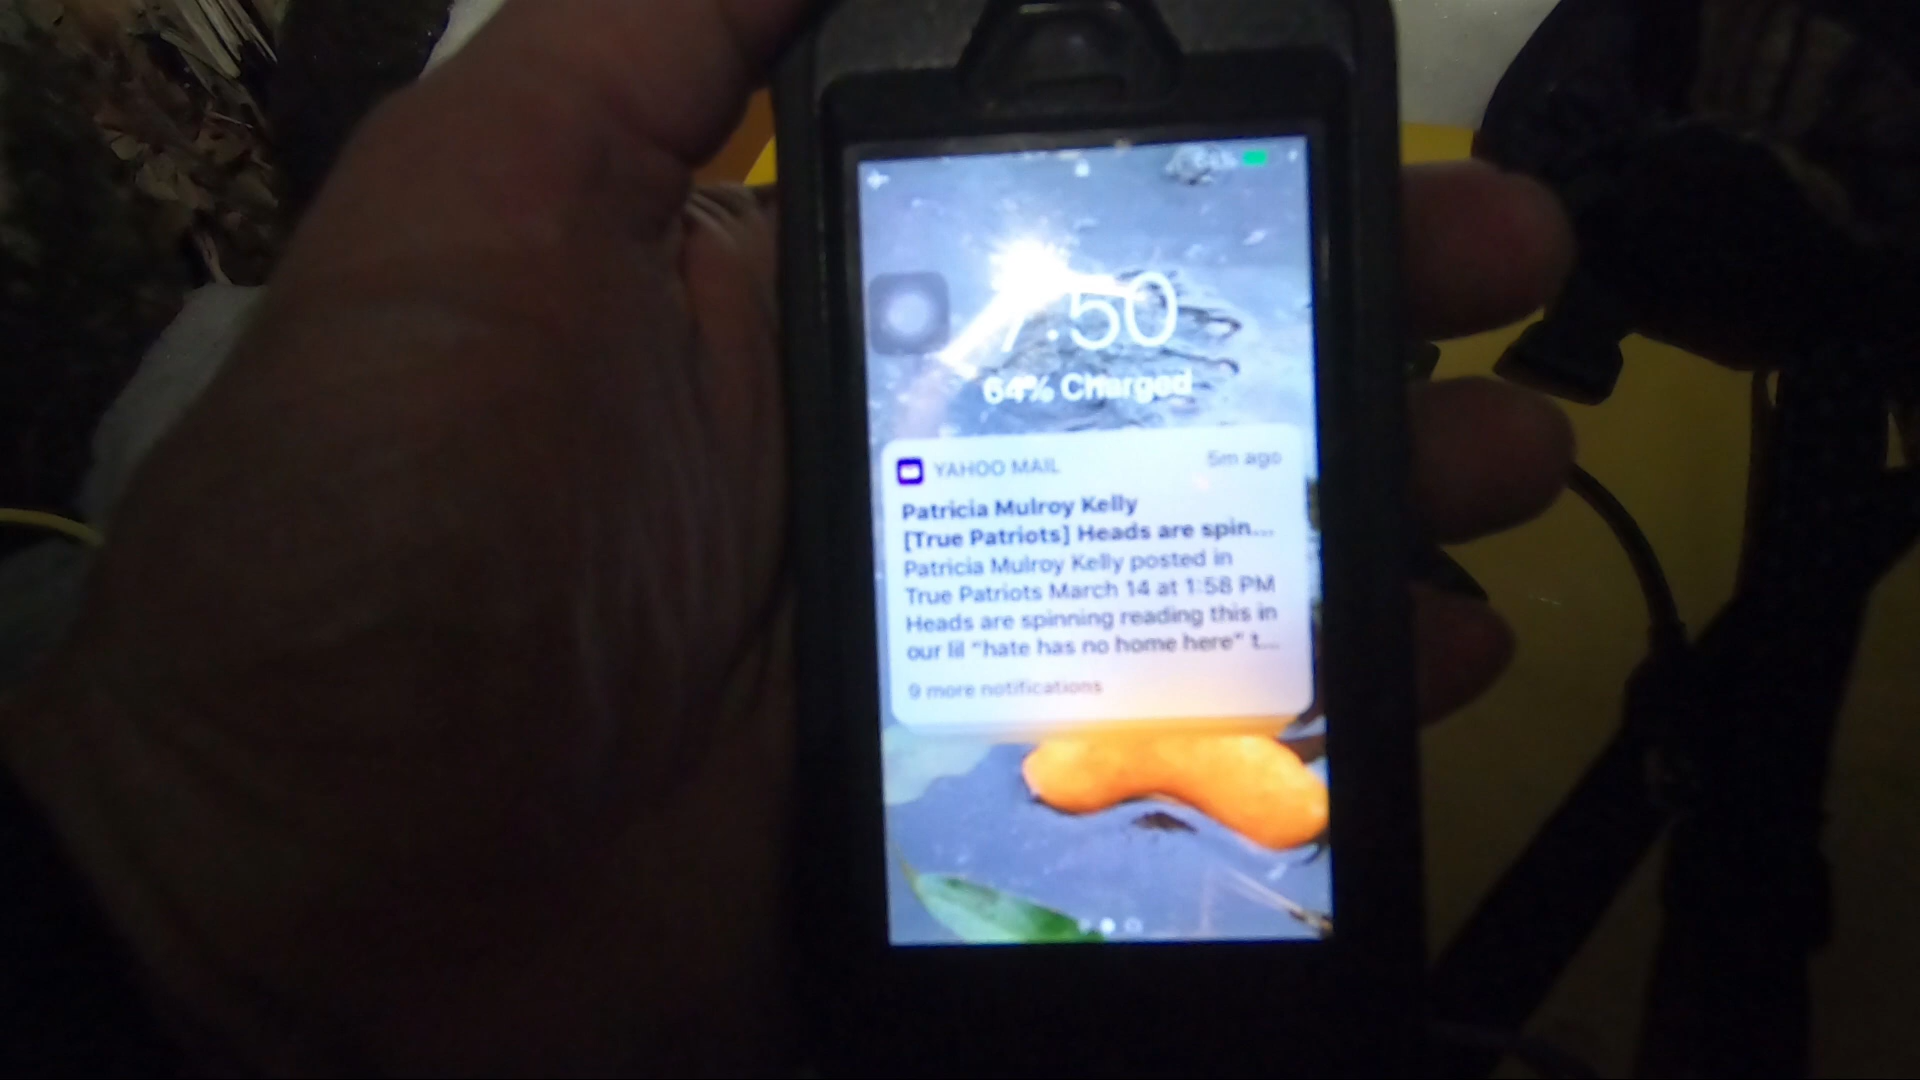 7:50
64% Charged
YAHOO MAIL
5m ago
Patricia Mulroy Kelly
[True Patriots] Heads are spin...
Patricia Mulroy Kelly posted in
True Patriots March 14 at 1:58 PM
Heads are spinning reading this in
our lil "hate has no home here" t...
9 more notifications